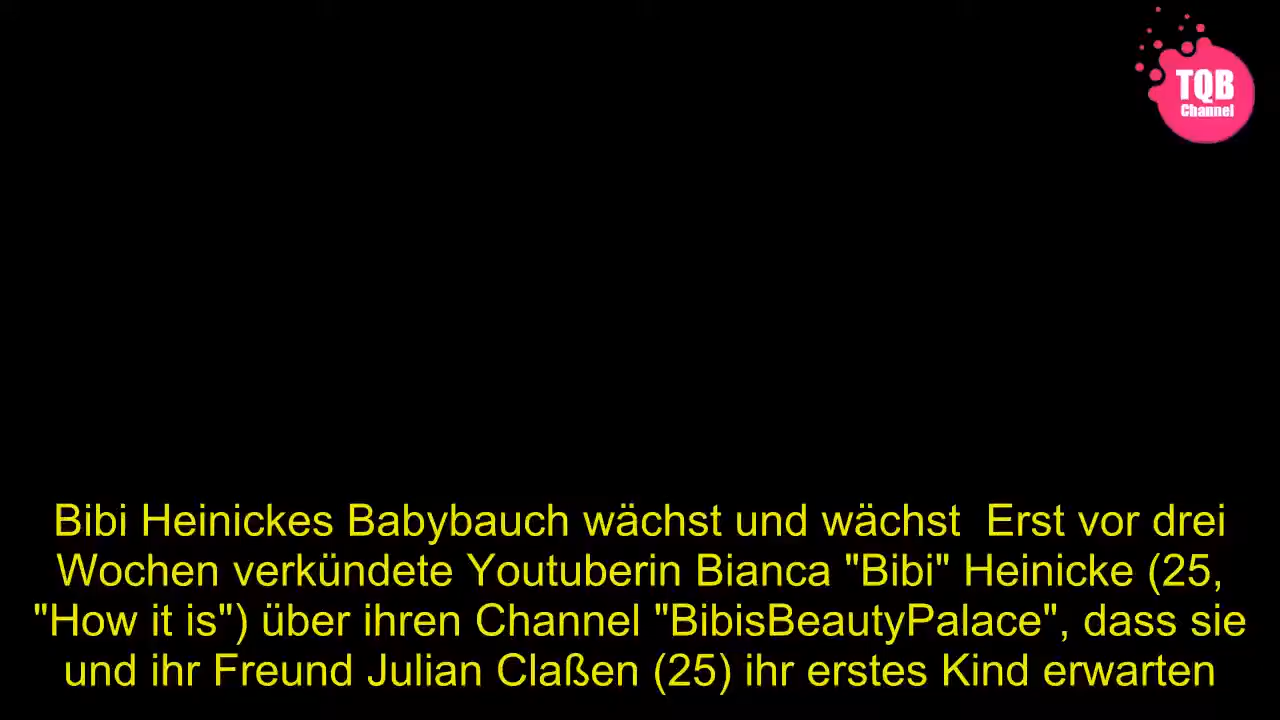 TQB
Channel
Bibi Heinickes Babybauch wächst und wächst  Erst vor drei
Wochen verkündete Youtuberin Bianca "Bibi" Heinicke (25,
"How it is") über ihren Channel "BibisBeautyPalace", dass sie
und ihr Freund Julian Claßen (25) ihr erstes Kind erwarten